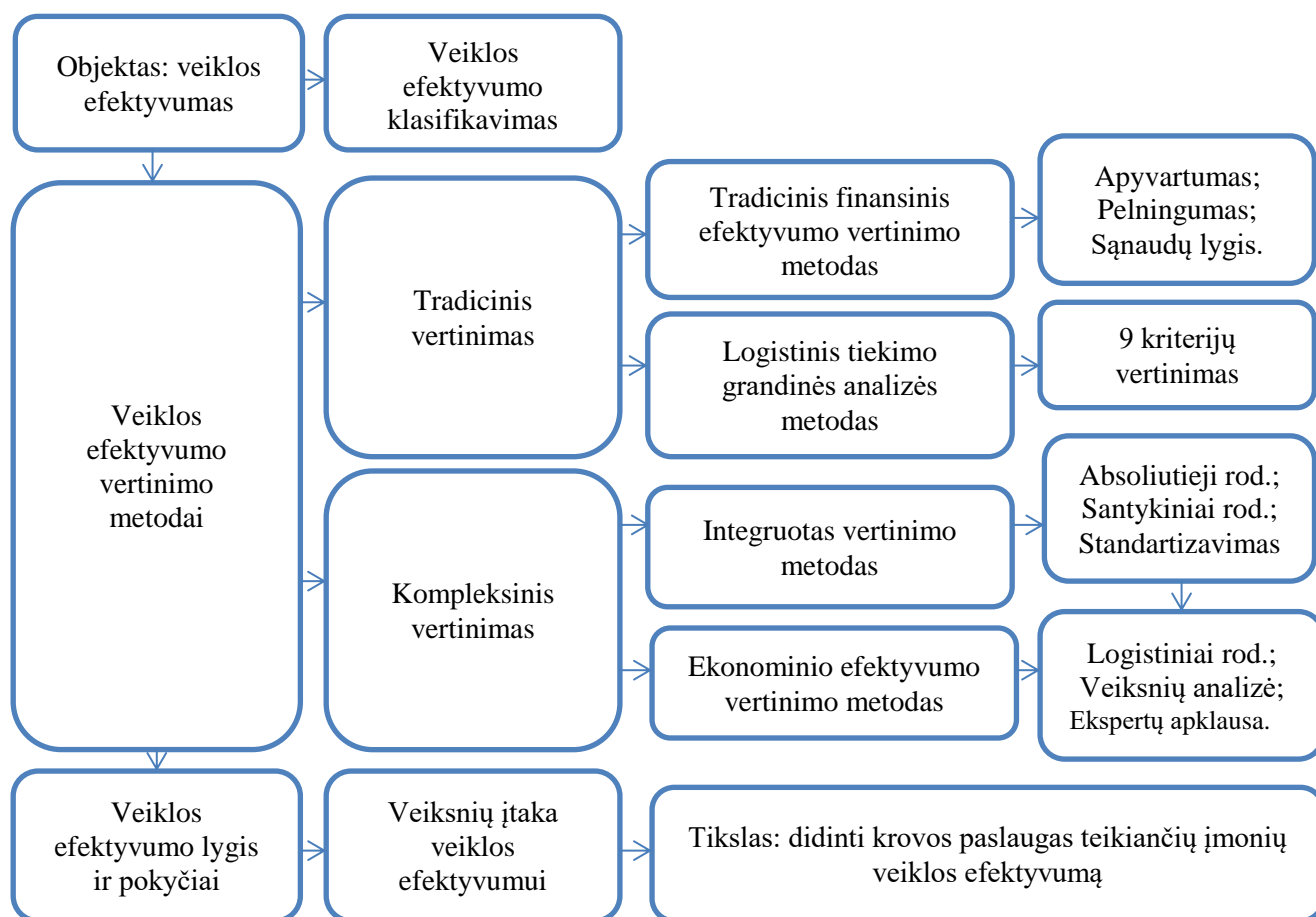 Objektas: veiklos
efektyvumas
Veiklos
efektyvumo
klasifikavimas
Veiklos
efektyvumo
vertinimo
metodai
Tradicinis
vertinimas
Tradicinis finansinis
efektyvumo vertinimo
metodas
Apyvartumas;
Pelningumas;
Sąnaudų lygis.
Logistinis tiekimo
grandinės analizės
metodas
9 kriterijų
vertinimas
Kompleksinis
vertinimas
Integruotas vertinimo
metodas
Absoliutieji rod.;
Santykiniai rod.;
Standartizavimas
Ekonominio efektyvumo
vertinimo metodas
Logistiniai rod.;
Veiksnių analizė;
Ekspertų apklausa.
Veiklos
efektyvumo lygis
ir pokyčiai
Veiksnių įtaka
veiklos
efektyvumui
Tikslas: didinti krovos paslaugas teikiančių įmonių
veiklos efektyvumą